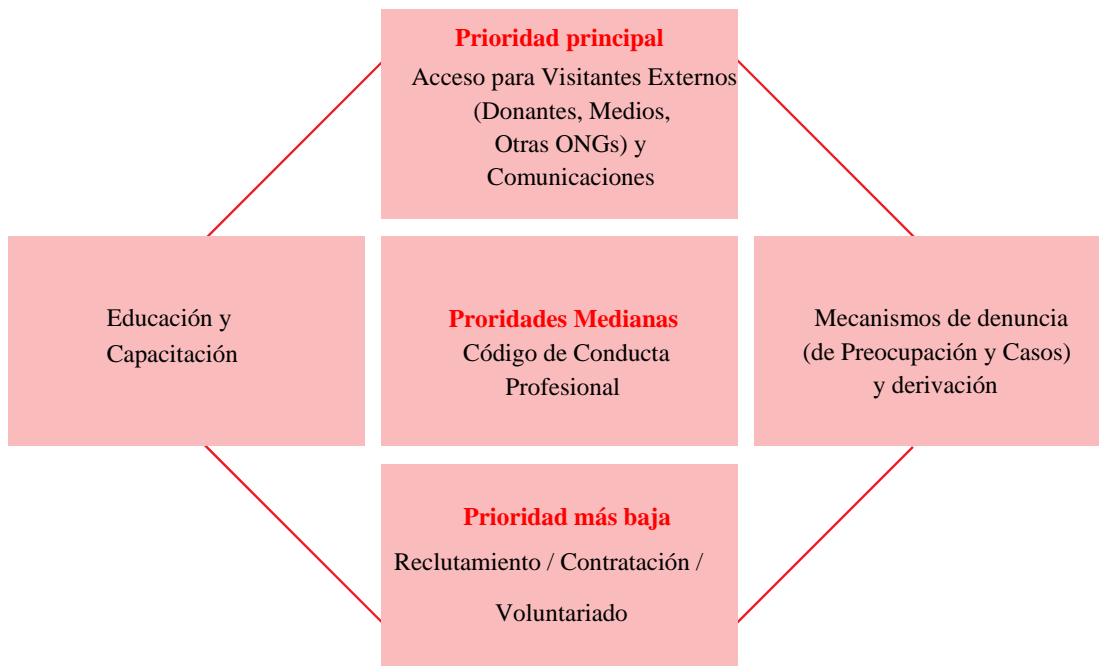 Prioridad principal
Acceso para Visitantes Externos
(Donantes, Medios,
Otras ONGs) y
Comunicaciones
Educación y
Capacitación
Proridades Medianas
Código de Conducta
Profesional
Mecanismos de denuncia
(de Preocupación y Casos)
y derivación
Prioridad más baja
Reclutamiento / Contratación /
Voluntariado